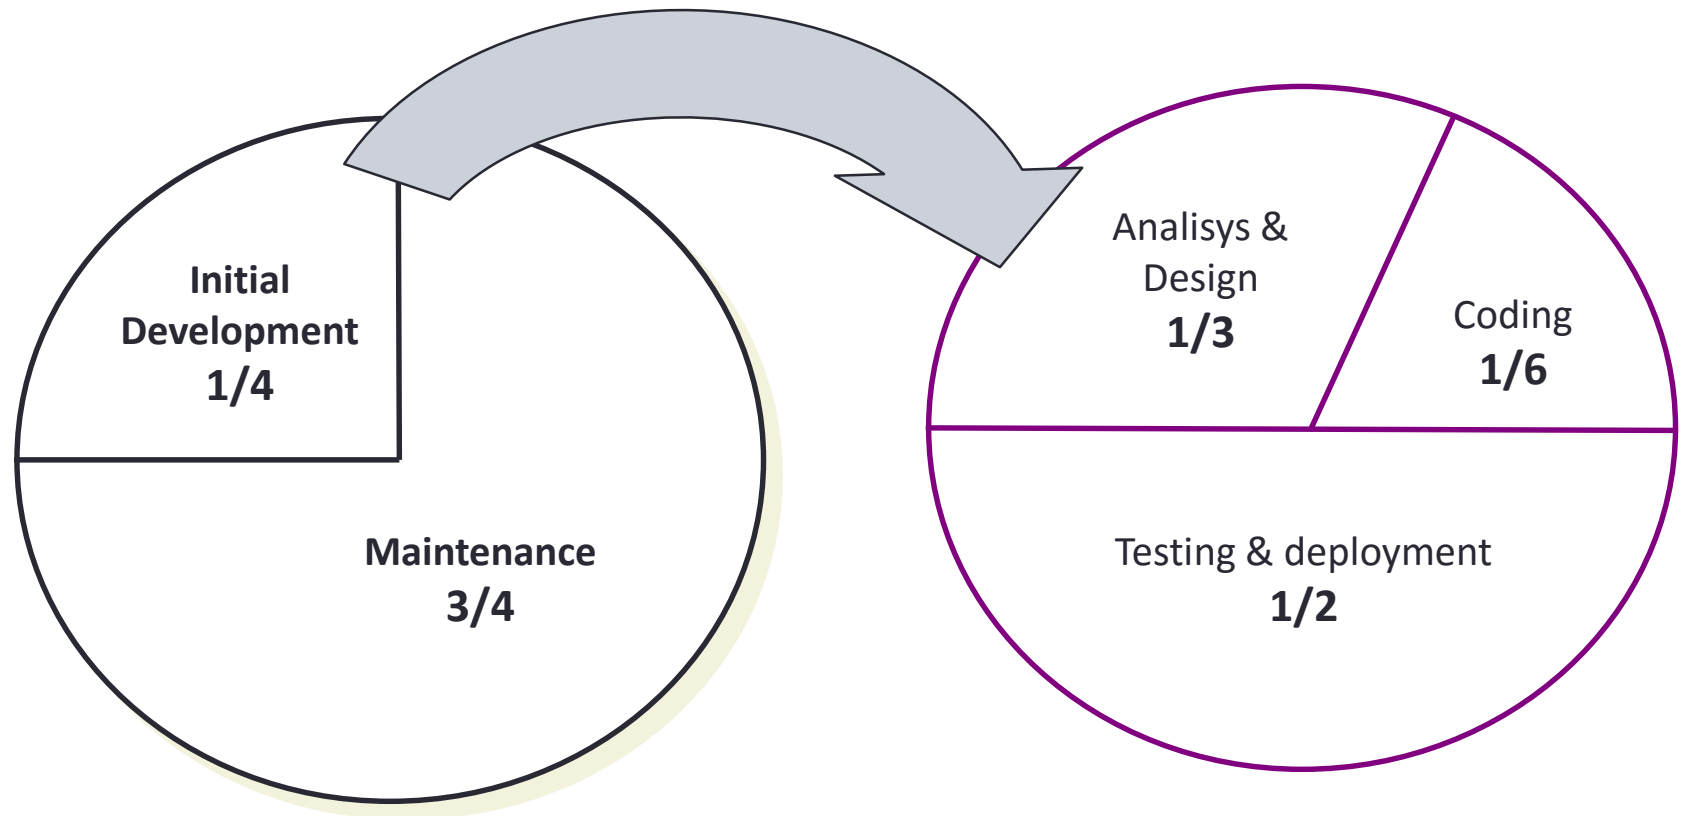 Initial
Development
1/4
Maintenance
3/4
Analisys &
Design
1/3
Coding
1/6
Testing & deployment
1/2